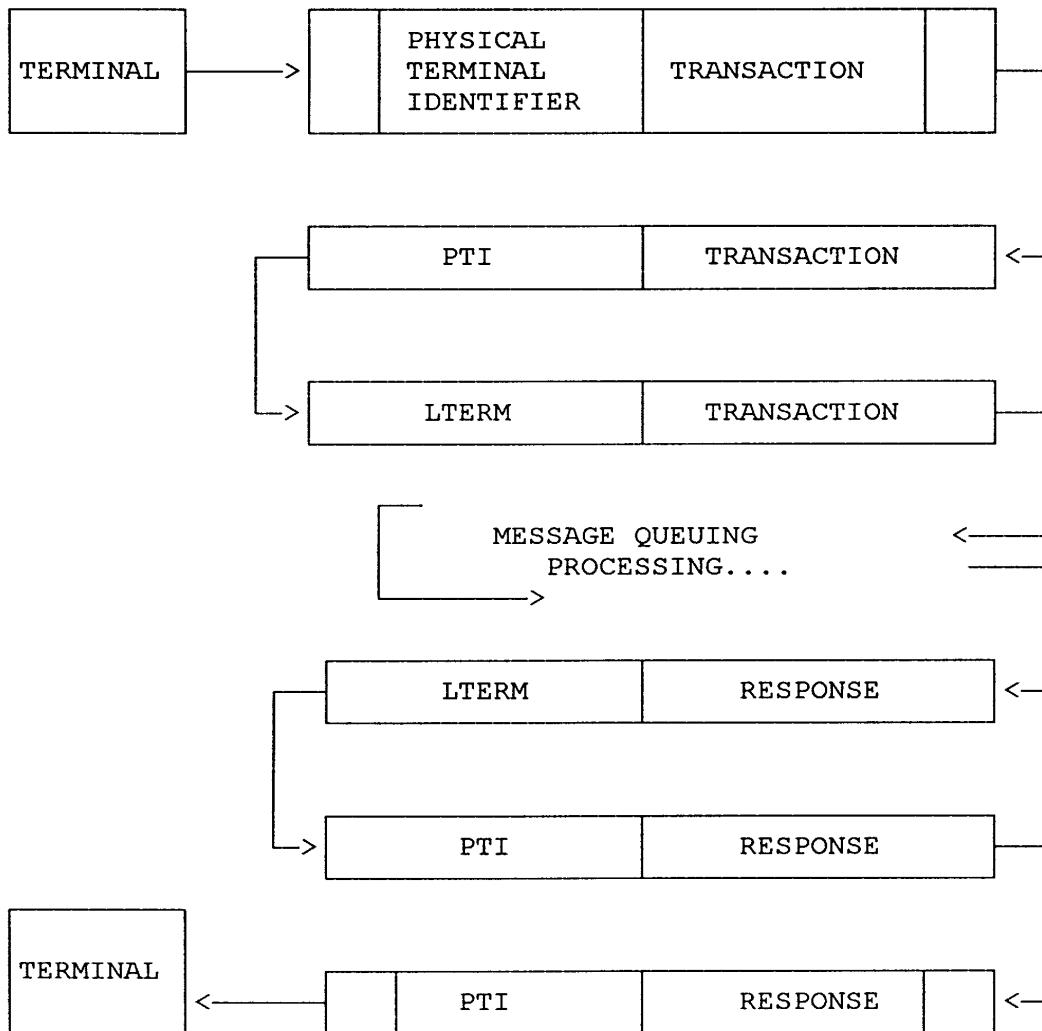 TERMINAL
PHYSICAL
TERMINAL
IDENTIFIER
TRANSACTION
PTI
TRANSACTION
LTERM
TRANSACTION
MESSAGE QUEUING
PROCESSING....
LTERM
RESPONSE
PTI
RESPONSE
TERMINAL
PTI
RESPONSE